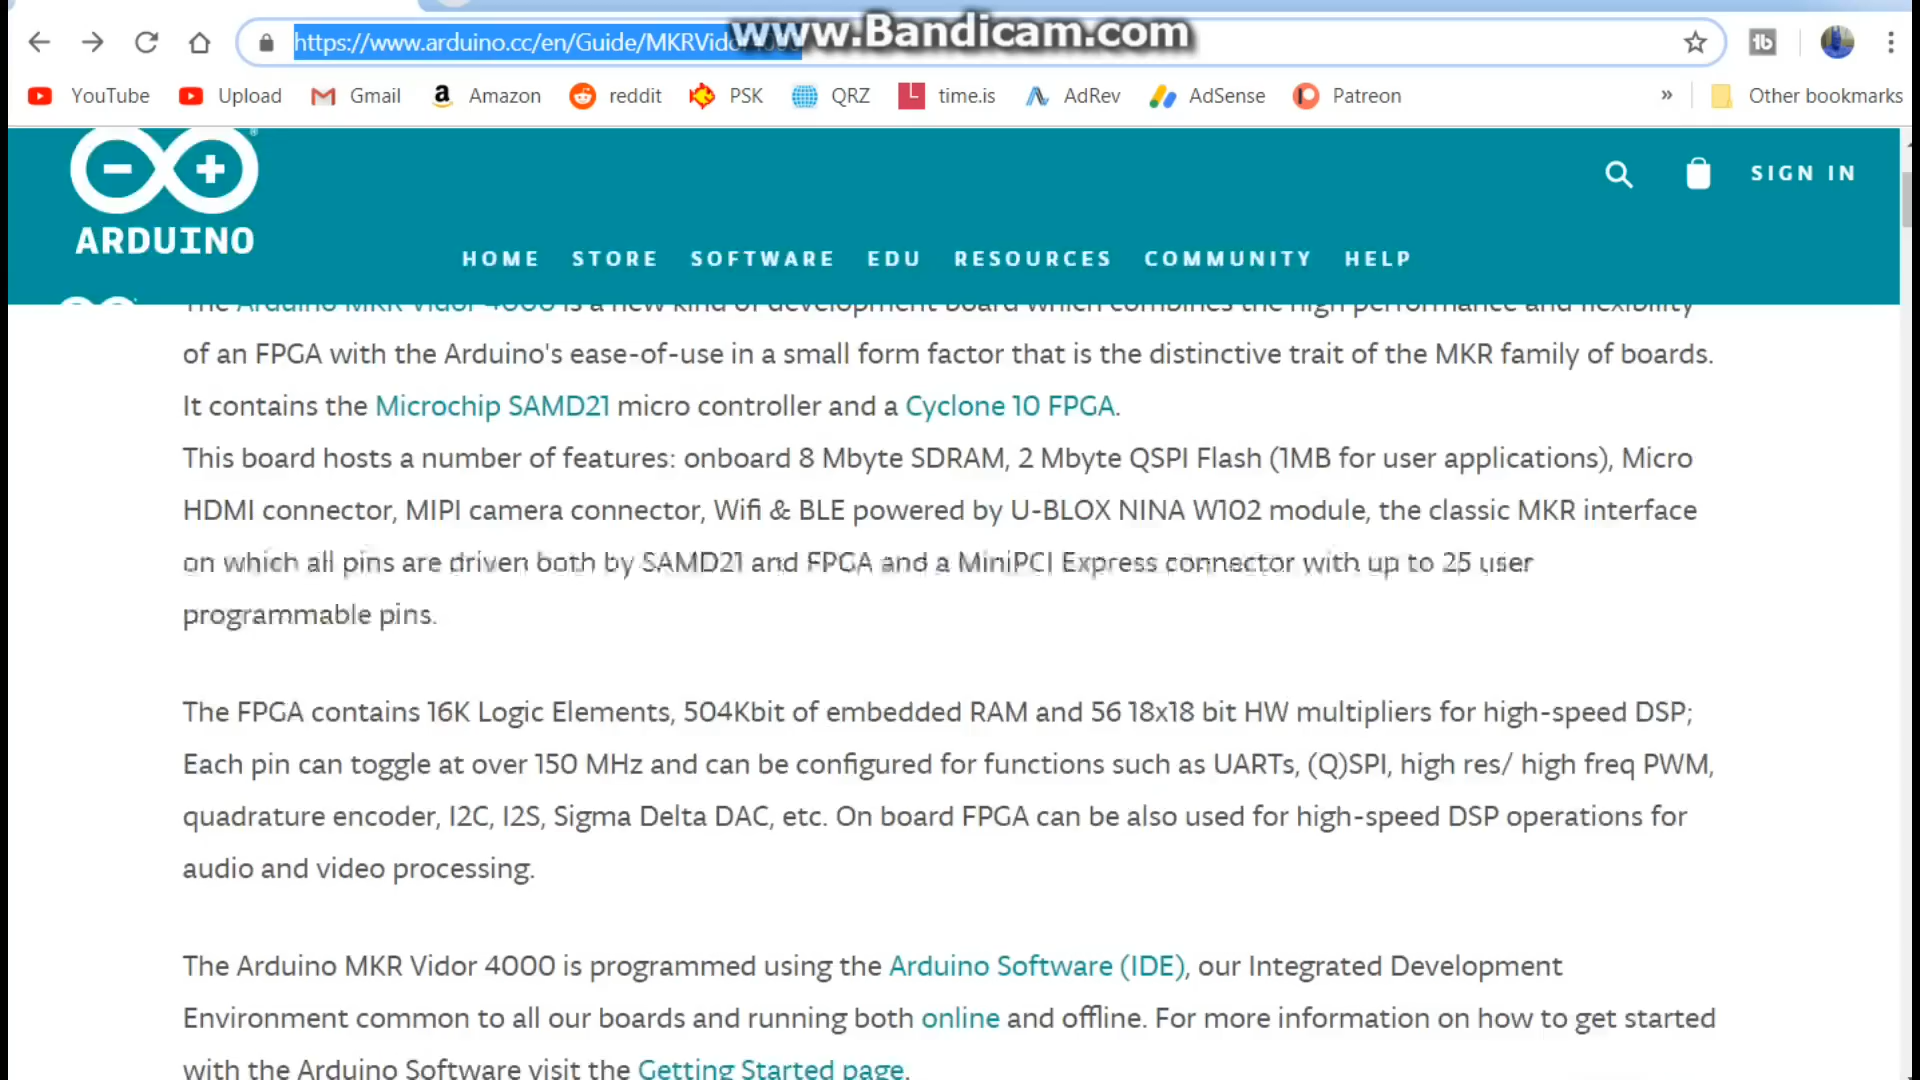 https://www.arduino.cc/en/Guide/MKRVido
www.Bandicam.com
YouTube Upload Gmail Amazon reddit PSK QRZ time.is AdRev AdSense Patreon » Other bookmarks
ARDUINO
SIGN IN
HOME STORE SOFTWARE EDU RESOURCES COMMUNITY HELP
The Arduino MKR Vidor 4000 is a new kind of development board which combines the high performance and flexibility
of an FPGA with the Arduino's ease-of-use in a small form factor that is the distinctive trait of the MKR family of boards.
It contains the Microchip SAMD21 micro controller and a Cyclone 10 FPGA.
This board hosts a number of features: onboard 8 Mbyte SDRAM, 2 Mbyte QSPI Flash (1MB for user applications), Micro
HDMI connector, MIPI camera connector, Wifi & BLE powered by U-BLOX NINA W102 module, the classic MKR interface
on which all pins are driven both by SAMD21 and FPGA and a MiniPCI Express connector with up to 25 user
programmable pins.
The FPGA contains 16K Logic Elements, 504Kbit of embedded RAM and 56 18x18 bit HW multipliers for high-speed DSP;
Each pin can toggle at over 150 MHz and can be configured for functions such as UARTs, (Q)SPI, high res/ high freq PWM,
quadrature encoder, I2C, I2S, Sigma Delta DAC, etc. On board FPGA can be also used for high-speed DSP operations for
audio and video processing.
The Arduino MKR Vidor 4000 is programmed using the Arduino Software (IDE), our Integrated Development
Environment common to all our boards and running both online and offline. For more information on how to get started
with the Arduino Software visit the Getting Started page.